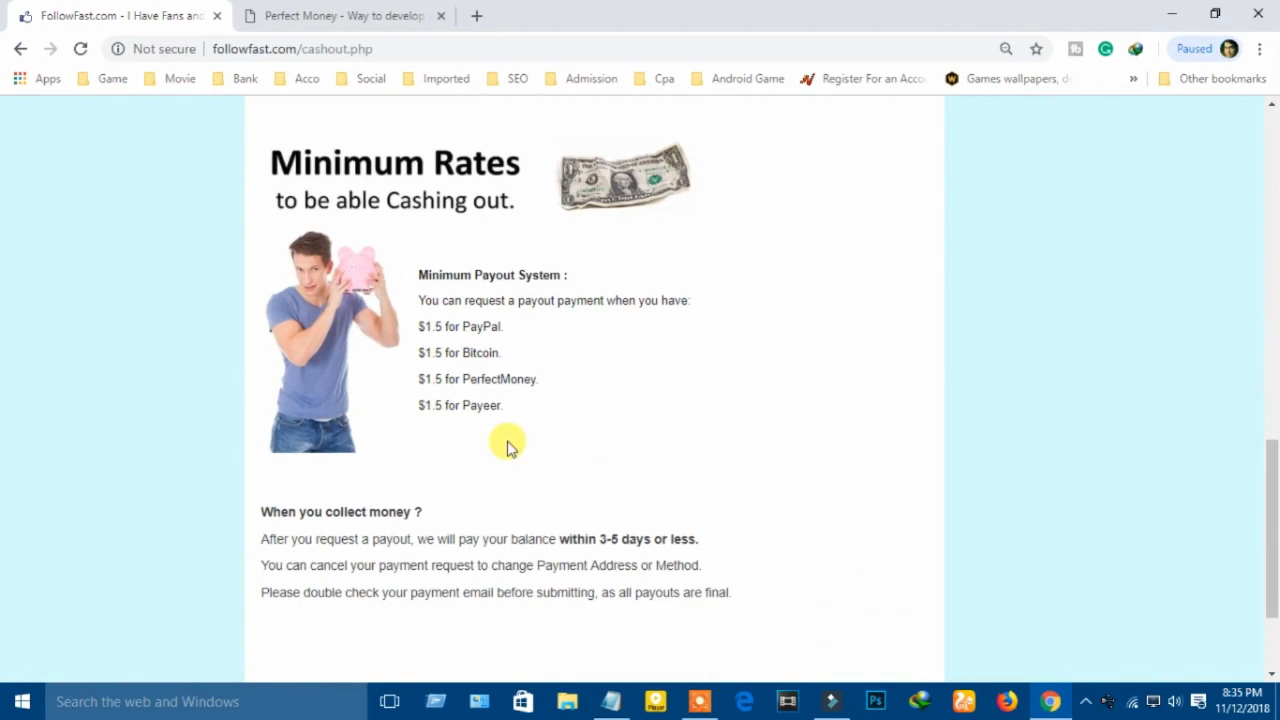 FollowFast.com - I Have Fans and
Perfect Money - Way to develop
Not secure
followfast.com/cashout.php
Paused
Apps
Game
Movie
Bank
Acco
Social
Imported
SEO
Admission
Cpa
Android Game
Register For an Accou
Games wallpapers, d
»
Other bookmarks
Minimum Rates
to be able Cashing out.
Minimum Payout System :
You can request a payout payment when you have:
$1.5 for PayPal.
$1.5 for Bitcoin.
$1.5 for PerfectMoney.
$1.5 for Payeer.
When you collect money ?
After you request a payout, we will pay your balance within 3-5 days or less.
You can cancel your payment request to change Payment Address or Method.
Please double check your payment email before submitting, as all payouts are final.
Search the web and Windows
Ps
8:35 PM
11/12/2018